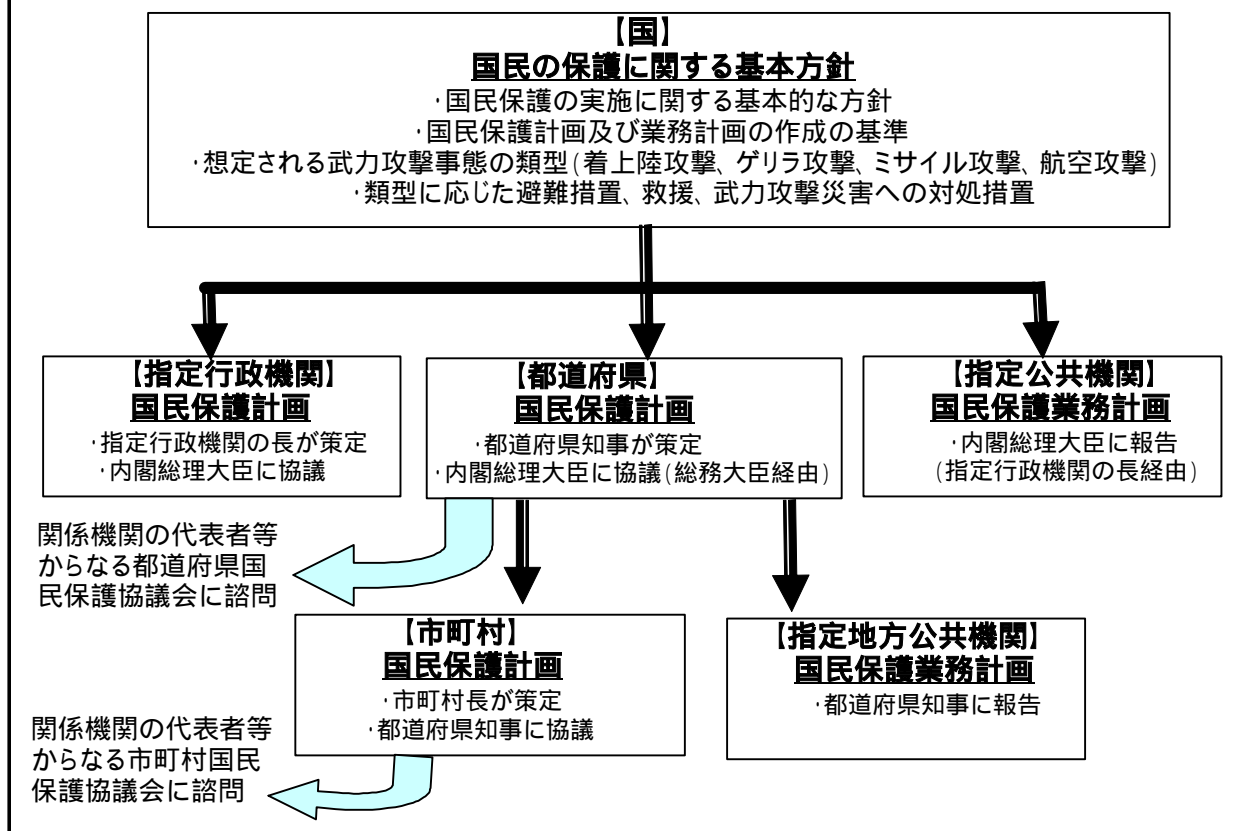 【国】
国民の保護に関する基本方針
・国民保護の実施に関する基本的な方針
・国民保護計画及び業務計画の作成の基準
・想定される武力攻撃事態の類型(着上陸攻撃、ゲリラ攻撃、ミサイル攻撃、航空攻撃)
・類型に応じた避難措置、救援、武力攻撃災害への対処措置
【指定行政機関】
国民保護計画
・指定行政機関の長が策定
・内閣総理大臣に協議
【都道府県】
国民保護計画
・都道府県知事が策定
・内閣総理大臣に協議(総務大臣経由)
【指定公共機関】
国民保護業務計画
・内閣総理大臣に報告
(指定行政機関の長経由)
関係機関の代表者等
からなる都道府県国
民保護協議会に諮問
【市町村】
国民保護計画
・市町村長が策定
・都道府県知事に協議
【指定地方公共機関】
国民保護業務計画
・都道府県知事に報告
関係機関の代表者等
からなる市町村国民
保護協議会に諮問